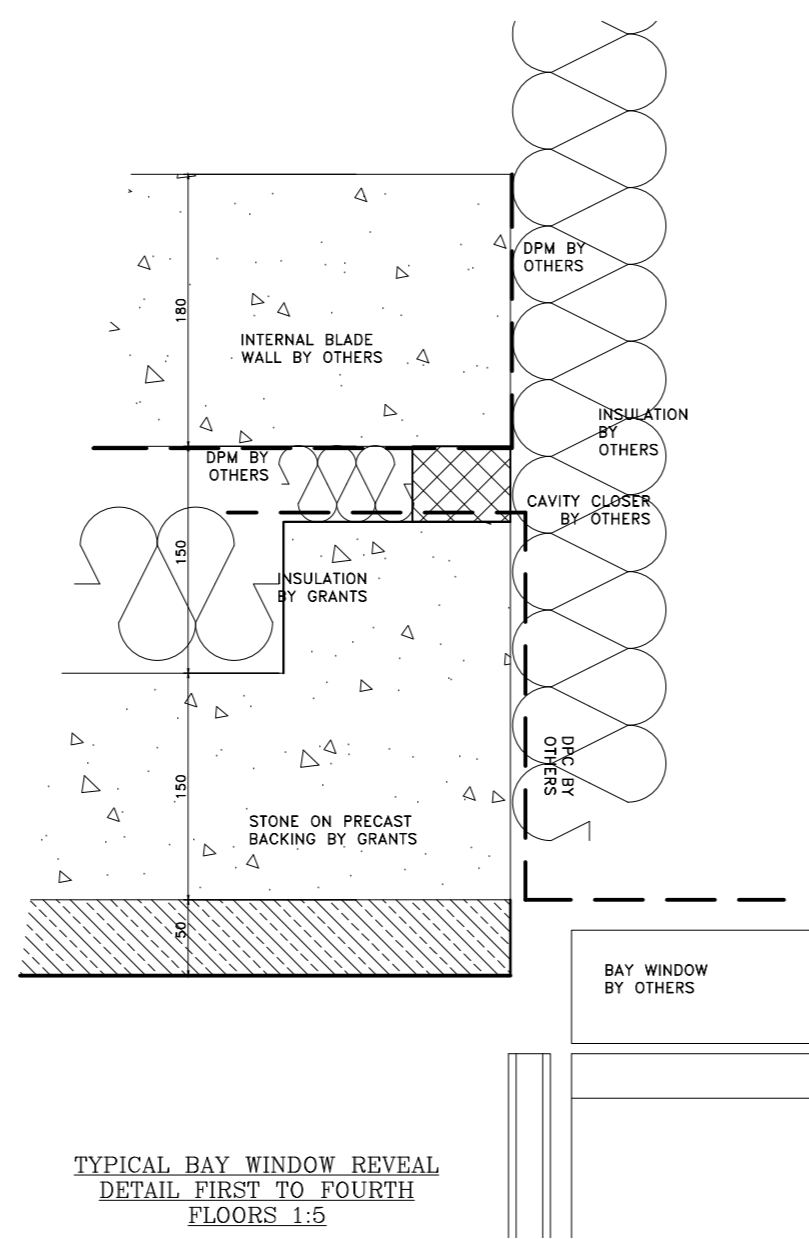 DPM BY
OTHERS
180
INTERNAL BLADE
WALL BY OTHERS
INSULATION
BY
OTHERS
DPM BY
OTHERS
CAVITY CLOSER
BY OTHERS
150
INSULATION
BY GRANTS
DPC BY
OTHERS
150
STONE ON PRECAST
BACKING BY GRANTS
50
BAY WINDOW
BY OTHERS
TYPICAL BAY WINDOW REVEAL
DETAIL FIRST TO FOURTH
FLOORS 1:5